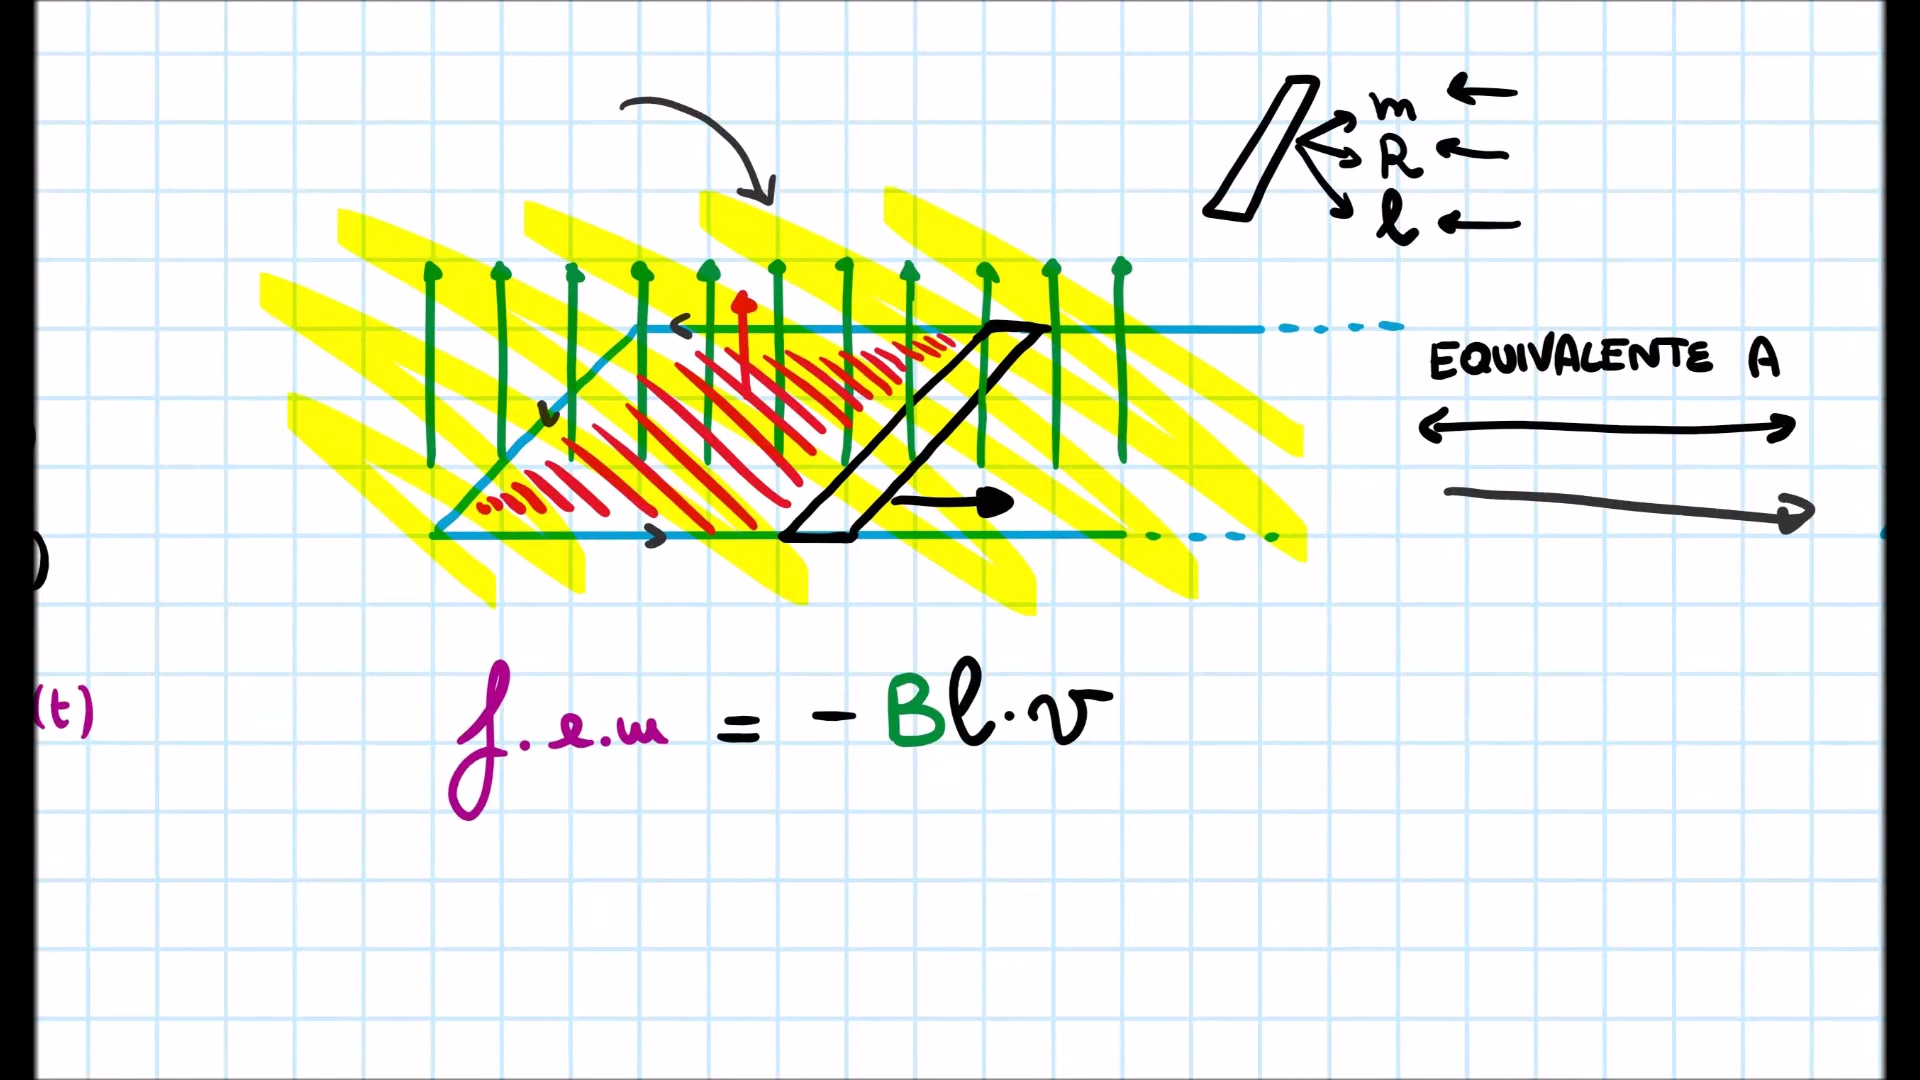 m
R
l
EQUIVALENTE A
(t)
f.e.m = - Bl·v